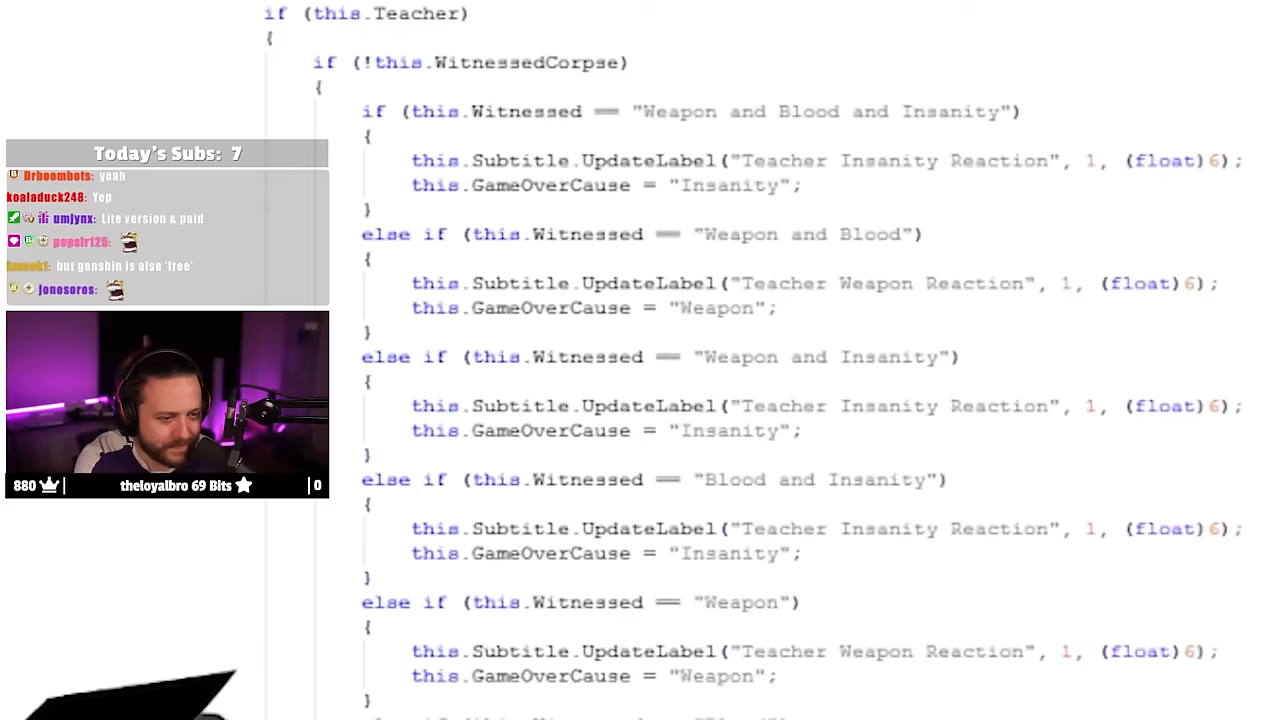 if (this.Teacher)
{
if (!this.WitnessedCorpse)
{
if (this.Witnessed == "Weapon and Blood and Insanity")
{
this.Subtitle.UpdateLabel("Teacher Insanity Reaction", 1, (float)6);
this.GameOverCause = "Insanity";
}
else if (this.Witnessed == "Weapon and Blood")
{
this.Subtitle.UpdateLabel("Teacher Weapon Reaction", 1, (float)6);
this.GameOverCause = "Weapon";
}
else if (this.Witnessed == "Weapon and Insanity")
{
this.Subtitle.UpdateLabel("Teacher Insanity Reaction", 1, (float)6);
this.GameOverCause = "Insanity";
}
else if (this.Witnessed == "Blood and Insanity")
{
this.Subtitle.UpdateLabel("Teacher Insanity Reaction", 1, (float)6);
this.GameOverCause = "Insanity";
}
else if (this.Witnessed == "Weapon")
{
this.Subtitle.UpdateLabel("Teacher Weapon Reaction", 1, (float)6);
this.GameOverCause = "Weapon";
}
Today's Subs: 7
Drboombots: yeah
koaladuck248: Yep
umjynx: Lite version & paid
popsir125:
but genshin is also 'free'
jonosoros:
880 | theloyalbro 69 Bits | 0